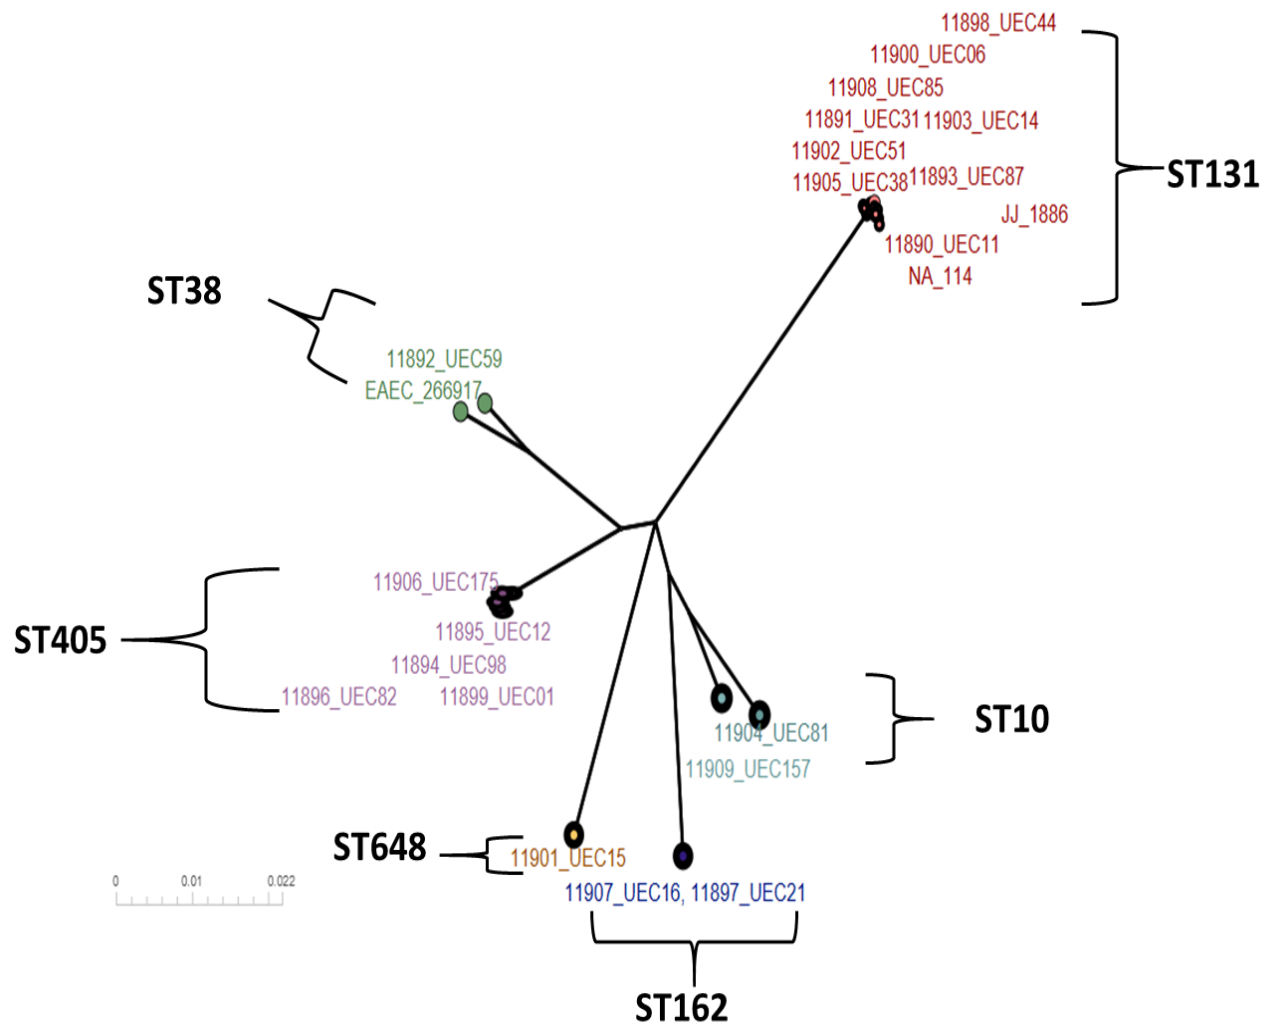 11898_UEC44
11900_UEC06
11908_UEC85
11891_UEC31 11903_UEC14
11902_UEC51
11905_UEC38 11893_UEC87
ST131
JJ_1886
11890_UEC11
NA_114
ST38
11892_UEC59
EAEC_266917
11906_UEC175
ST405
11895_UEC12
11894_UEC98
11896_UEC82 11899_UEC01
ST10
11904_UEC81
11909_UEC157
ST648
11901_UEC15
0 0.01 0.022
11907_UEC16, 11897_UEC21
ST162